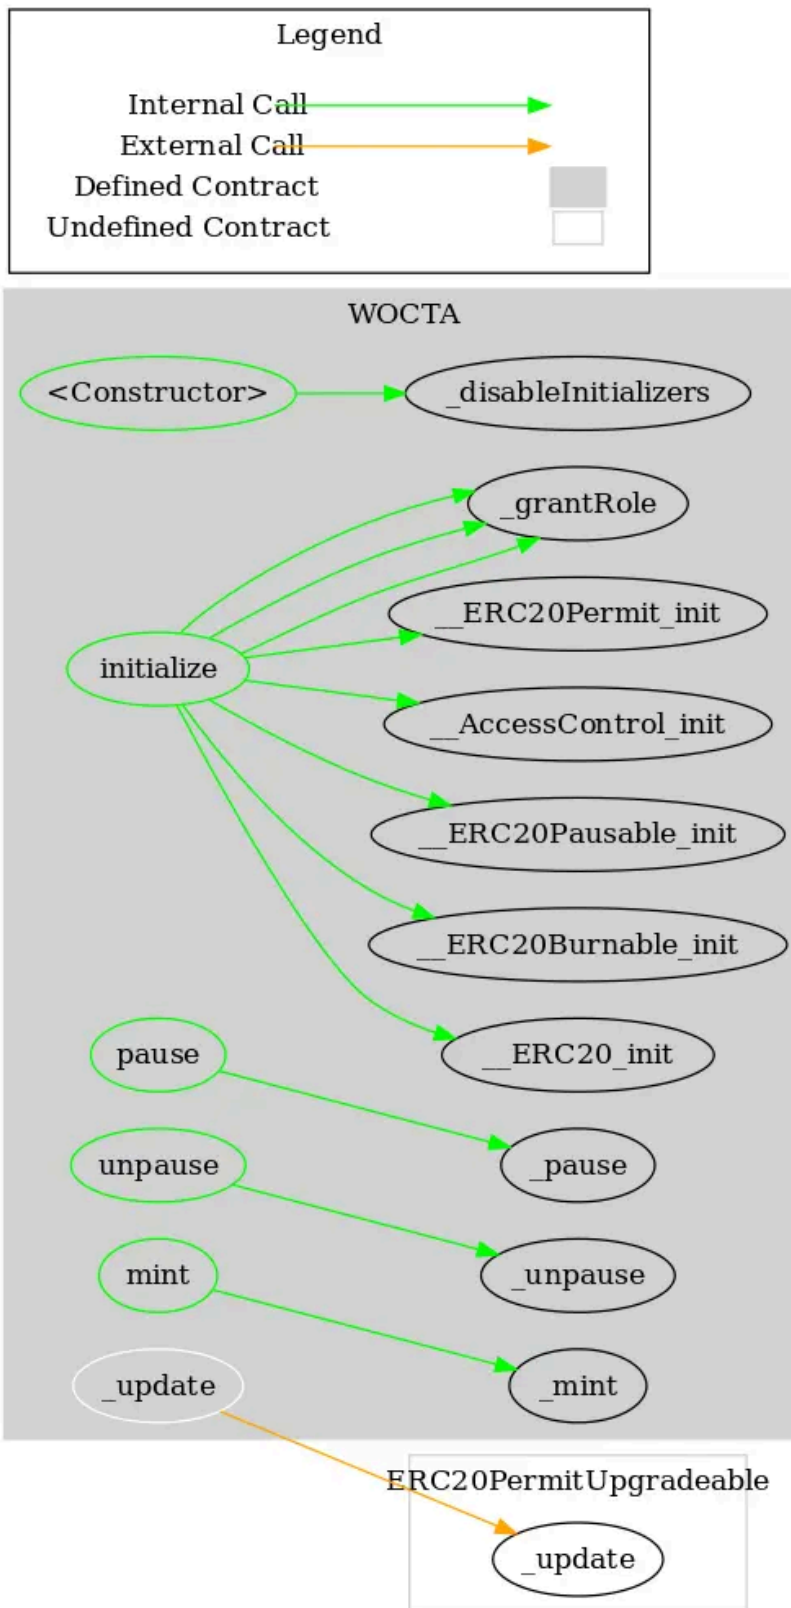 Legend
Internal Call
External Call
Defined Contract
Undefined Contract
WOCTA
<Constructor>
_disableInitializers
_grantRole
__ERC20Permit_init
initialize
__AccessControl_init
__ERC20Pausable_init
__ERC20Burnable_init
pause
__ERC20_init
unpause
_pause
mint
_unpause
_update
_mint
ERC20PermitUpgradeable
_update